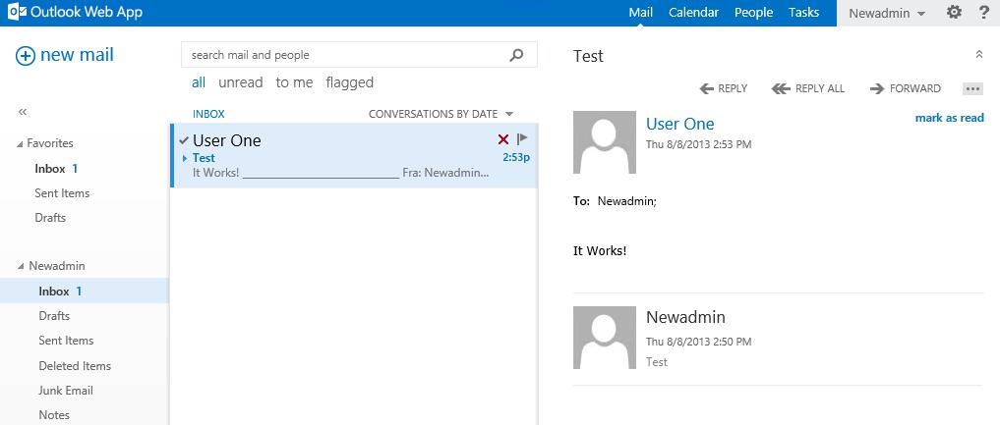 Outlook Web App Mail Calendar People Tasks Newadmin ?
new mail
search mail and people
all unread to me flagged
«
Favorites
Inbox 1
Sent Items
Drafts
Newadmin
Inbox 1
Drafts
Sent Items
Deleted Items
Junk Email
Notes
INBOX CONVERSATIONS BY DATE
User One
Test 2:53p
It Works! ________________________________ Fra: Newadmin...
Test
REPLY REPLY ALL FORWARD ...
User One mark as read
Thu 8/8/2013 2:53 PM
To: Newadmin;
It Works!
Newadmin
Thu 8/8/2013 2:50 PM
Test